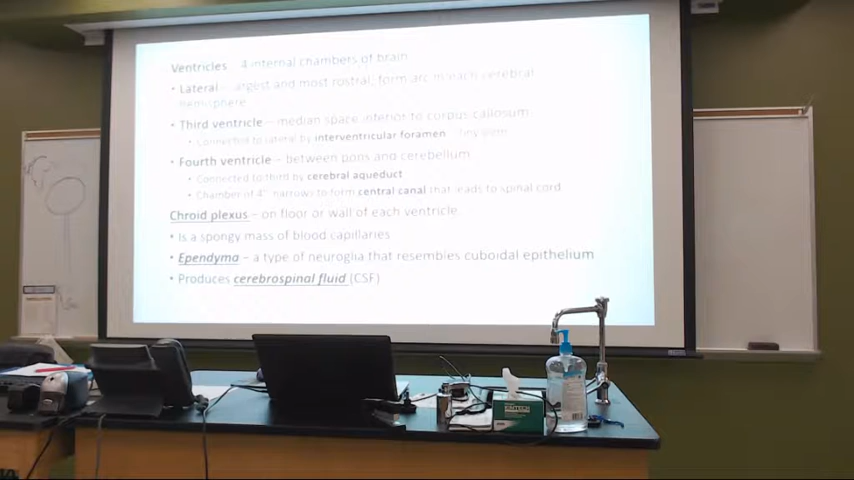 Ventricles – 4 internal chambers of brain
• Lateral – largest and most rostral; form arc in each cerebral
hemisphere
• Third ventricle – median space inferior to corpus callosum
• Connected to lateral by interventricular foramen – tiny pore
• Fourth ventricle – between pons and cerebellum
• Connected to third by cerebral aqueduct
• Chamber of 4th narrows to form central canal that leads to spinal cord
Chroid plexus – on floor or wall of each ventricle.
• Is a spongy mass of blood capillaries
• Ependyma – a type of neuroglia that resembles cuboidal epithelium
• Produces cerebrospinal fluid (CSF)